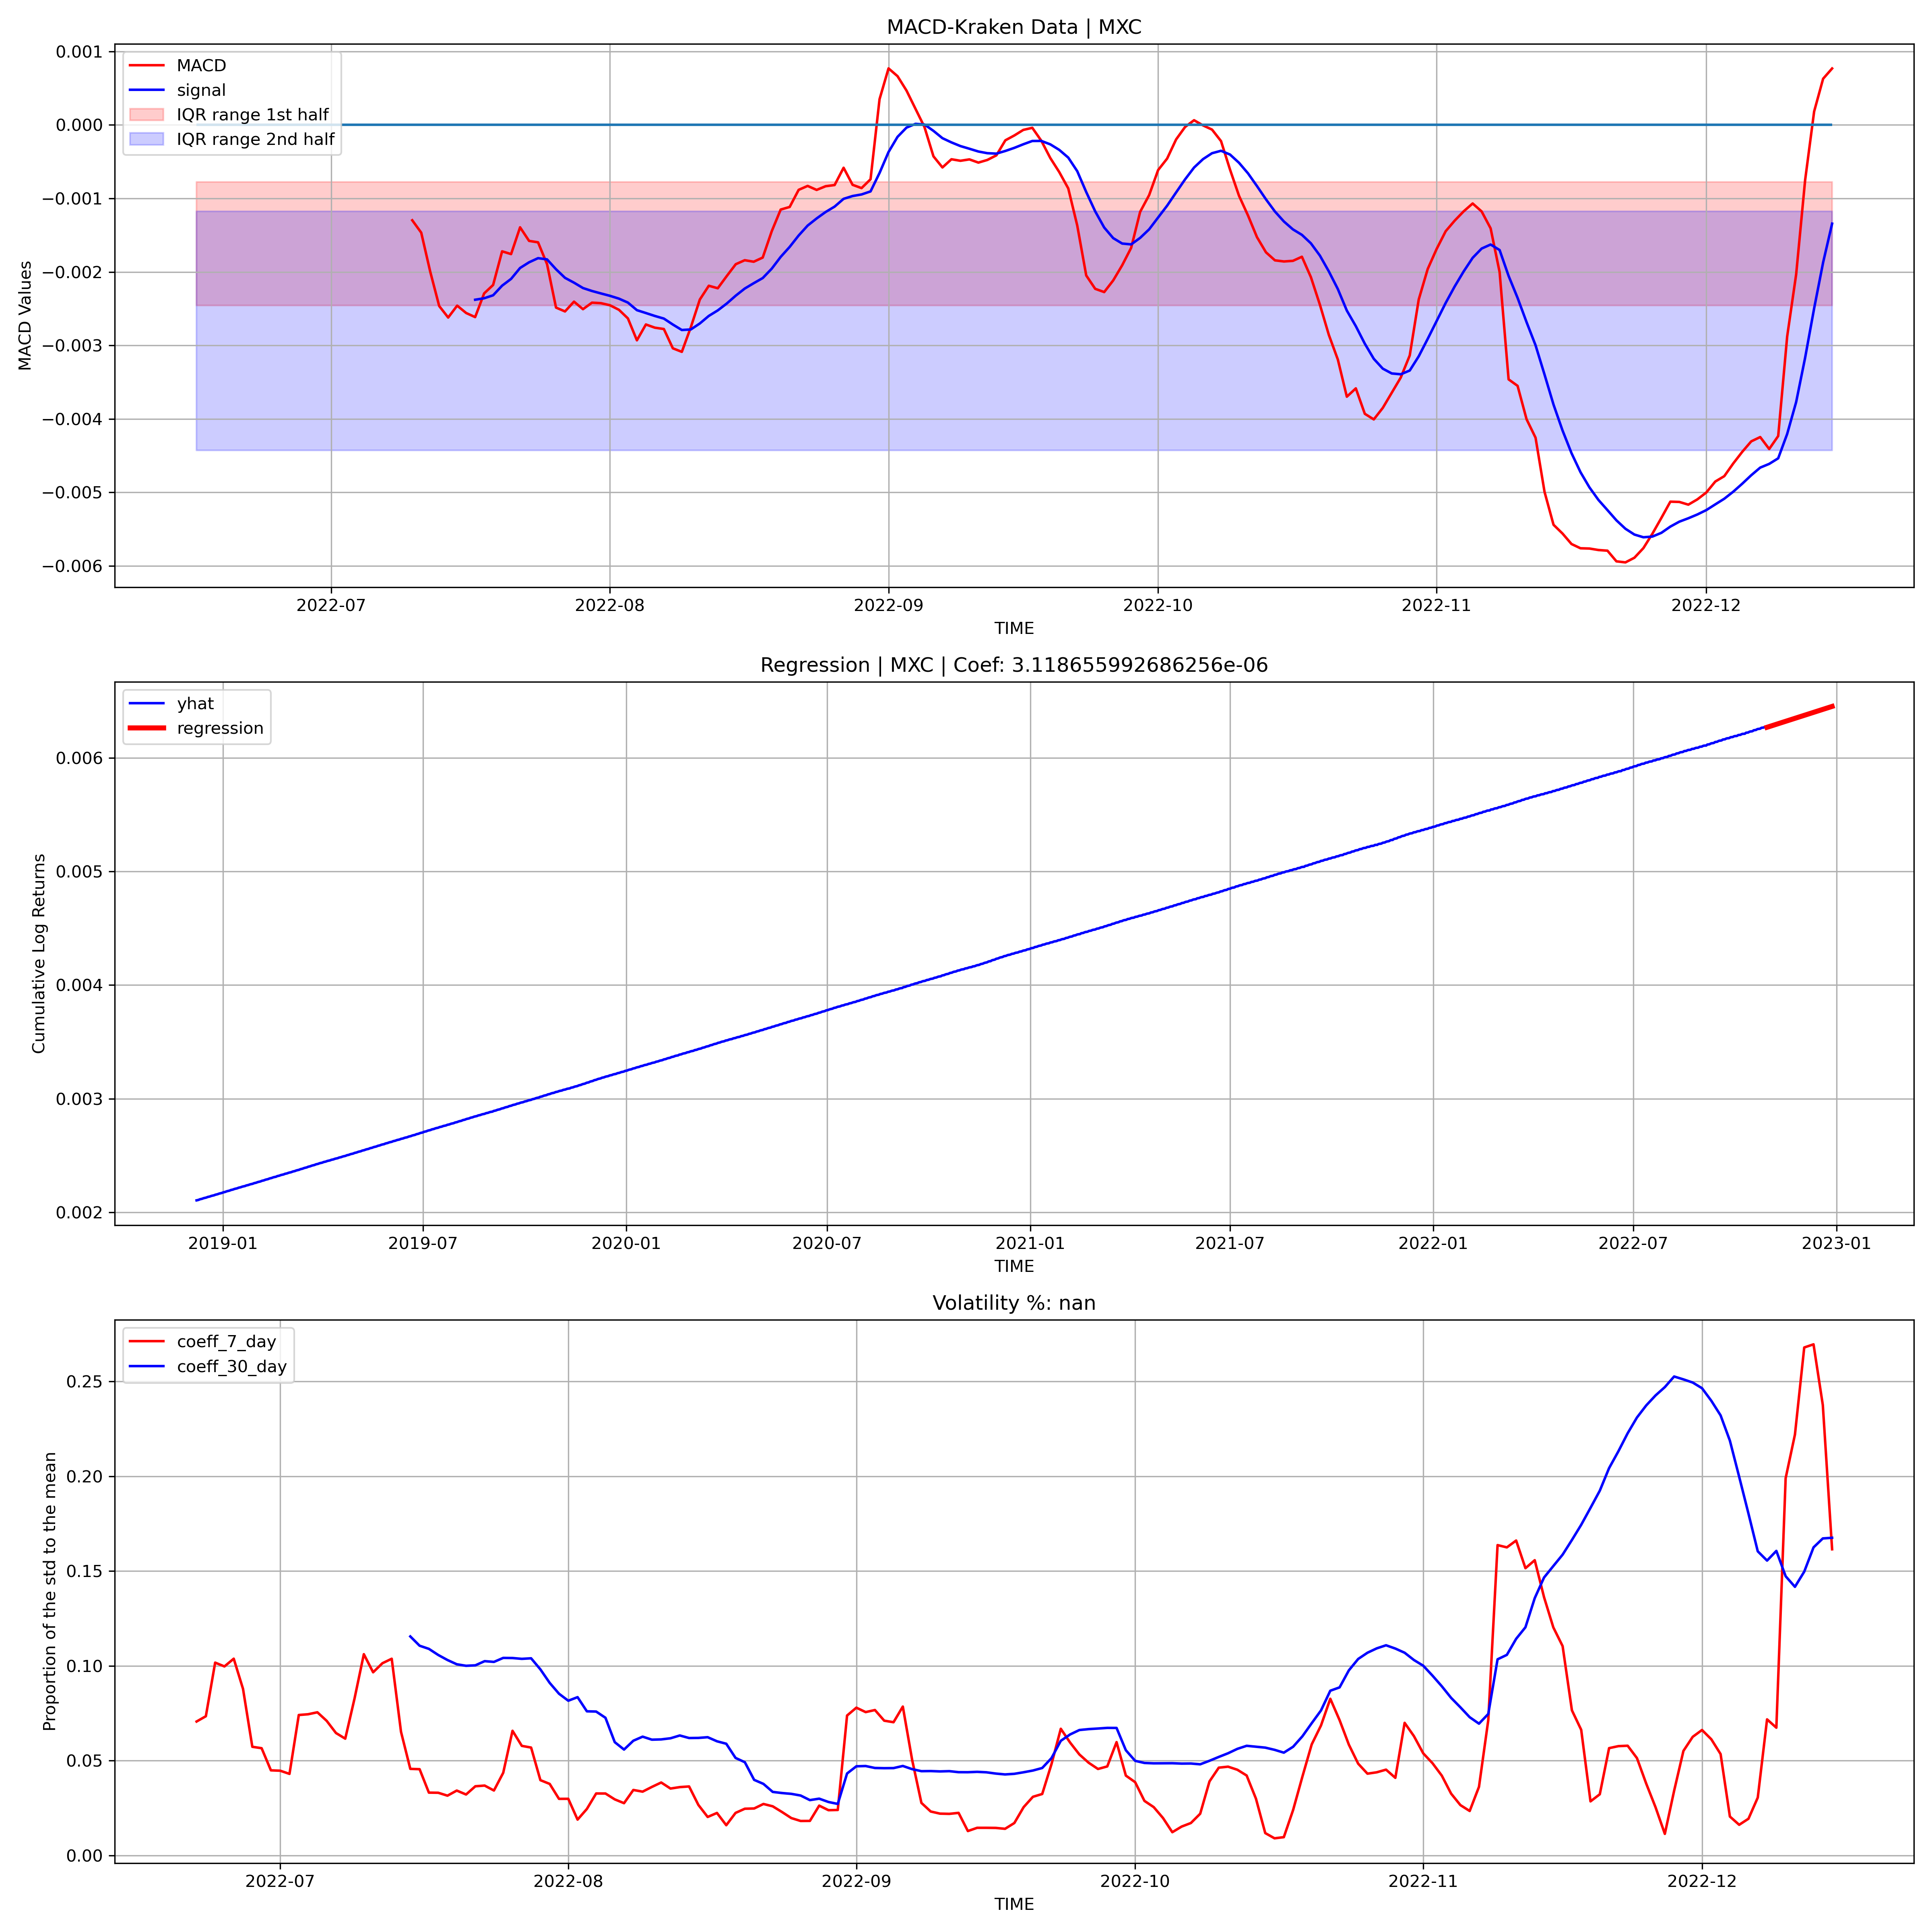 MACD-Kraken Data | MXC
MACD
signal
IQR range 1st half
IQR range 2nd half
MACD Values
0.001
0.000
−0.001
−0.002
−0.003
−0.004
−0.005
−0.006
2022-07 2022-08 2022-09 2022-10 2022-11 2022-12
TIME
Regression | MXC | Coef: 3.118655992686256e-06
yhat
regression
Cumulative Log Returns
0.006
0.005
0.004
0.003
0.002
2019-01 2019-07 2020-01 2020-07 2021-01 2021-07 2022-01 2022-07 2023-01
TIME
Volatility %: nan
coeff_7_day
coeff_30_day
Proportion of the std to the mean
0.25
0.20
0.15
0.10
0.05
0.00
2022-07 2022-08 2022-09 2022-10 2022-11 2022-12
TIME